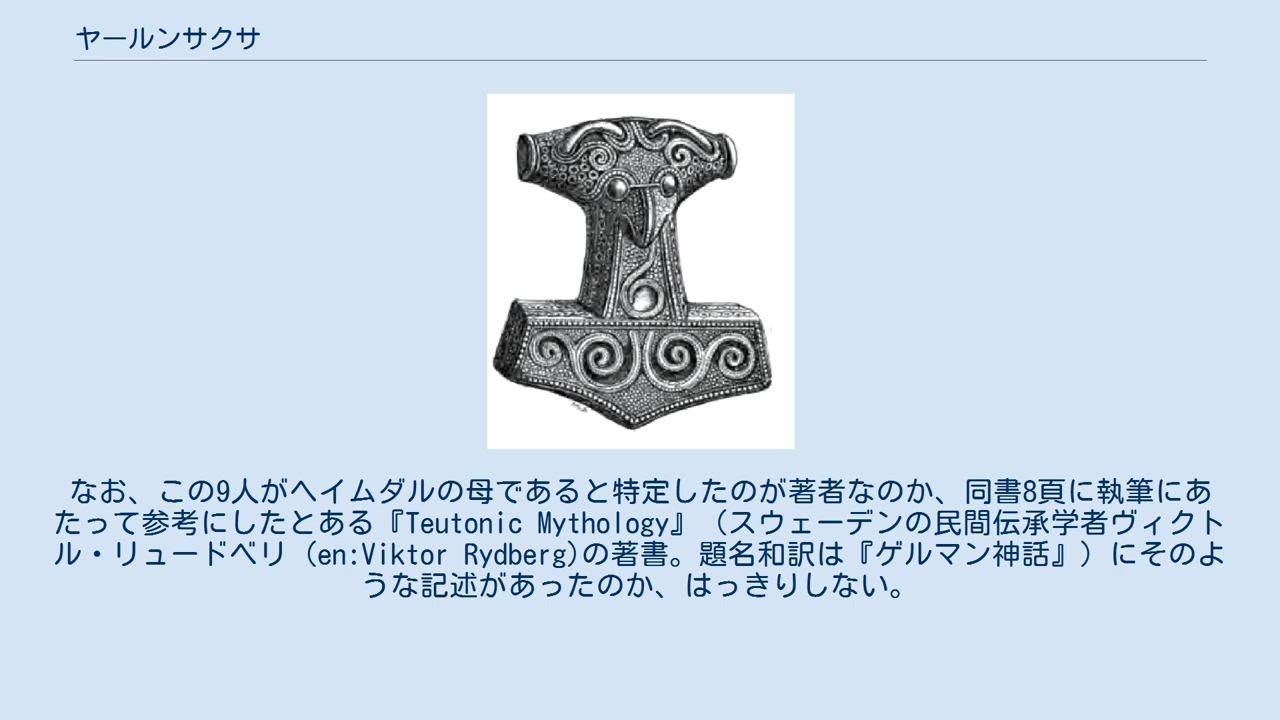 ヤールンサクサ
なお、この9人がヘイムダルの母であると特定したのが著者なのか、同書8頁に執筆にあ
たって参考にしたとある『Teutonic Mythology』（スウェーデンの民間伝承学者ヴィクト
ル・リュードベリ（en:Viktor Rydberg)の著書。題名和訳は『ゲルマン神話』）にそのよ
うな記述があったのか、はっきりしない。